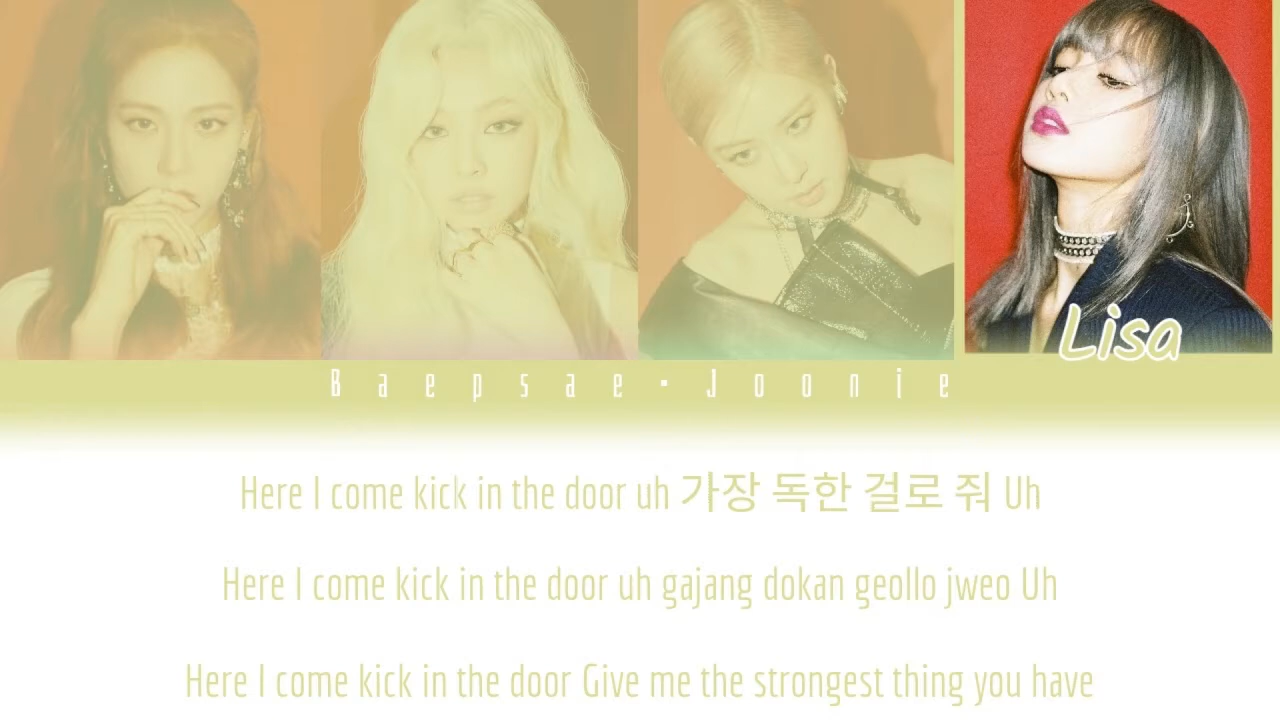 Lisa
Baepsae·Joonie
Here I come kick in the door uh 가장 독한 걸로 줘 Uh
Here I come kick in the door uh gajang dokan geollo jweo Uh
Here I come kick in the door Give me the strongest thing you have